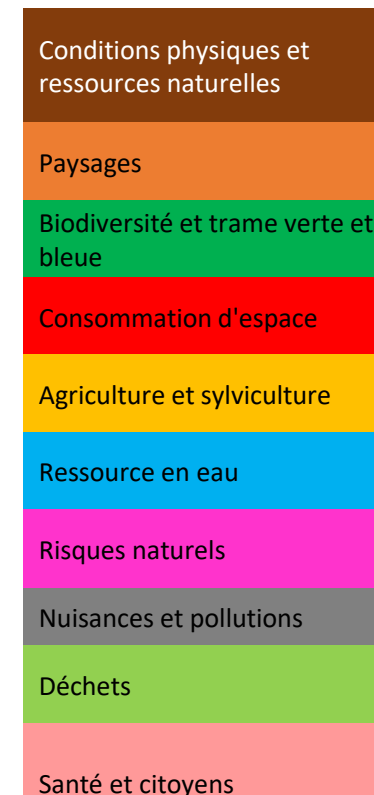 Conditions physiques et
ressources naturelles
Paysages
Biodiversité et trame verte et
bleue
Consommation d'espace
Agriculture et sylviculture
Ressource en eau
Risques naturels
Nuisances et pollutions
Déchets
Santé et citoyens